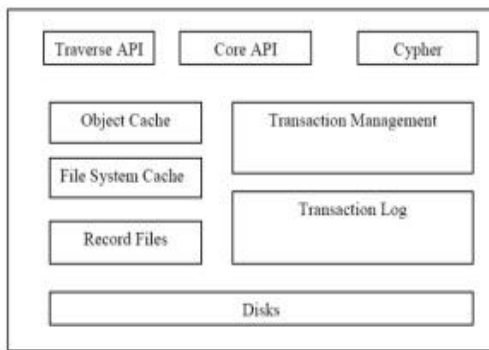 Traverse API
Core API
Cypher
Object Cache
Transaction Management
File System Cache
Transaction Log
Record Files
Disks